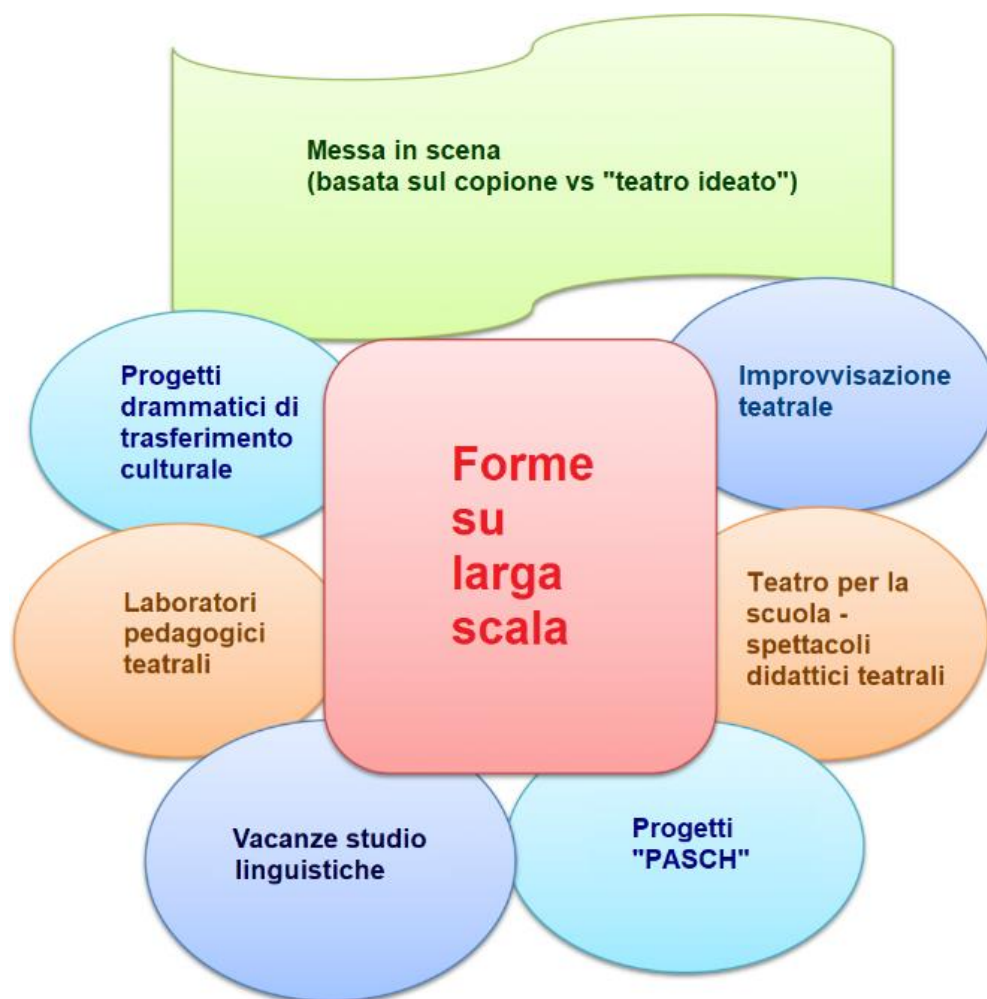 Messa in scena
(basata sul copione vs "teatro ideato")
Progetti
drammatici di
trasferimento
culturale
Improvvisazione
teatrale
Forme
su
larga
scala
Laboratori
pedagogici
teatrali
Teatro per la
scuola -
spettacoli
didattici teatrali
Vacanze studio
linguistiche
Progetti
"PASCH"